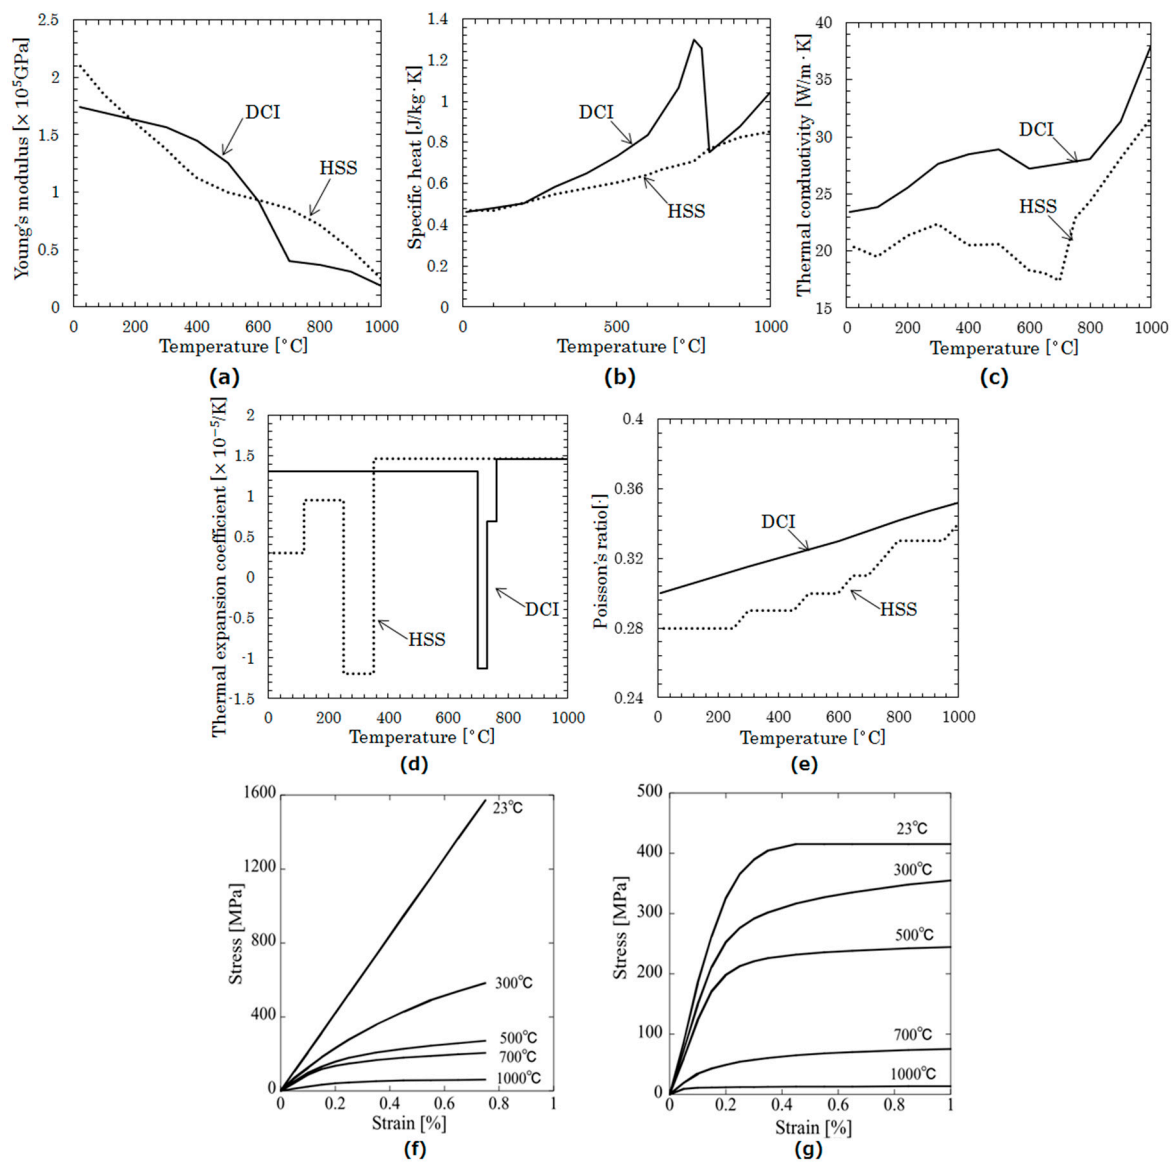 Young's modulus [× 10⁵GPa]
2.5
2
1.5
1
0.5
0
DCI
HSS
0 200 400 600 800 1000
Temperature [°C]
(a)
Specific heat [J/kg · K]
1.4
1.2
1
0.8
0.6
0.4
0.2
0
DCI
HSS
0 500 1000
Temperature [°C]
(b)
Thermal conductivity [W/m · K]
40
35
30
25
20
15
DCI
HSS
0 200 400 600 800 1000
Temperature [°C]
(c)
Thermal expansion coefficient [× 10⁻⁵/K]
2
1.5
1
0.5
0
-0.5
-1
-1.5
DCI
HSS
0 200 400 600 800 1000
Temperature [°C]
(d)
Poisson's ratio[·]
0.4
0.36
0.32
0.28
0.24
DCI
HSS
0 200 400 600 800 1000
Temperature [°C]
(e)
Stress [MPa]
1600
1200
800
400
0
23℃
300℃
500℃
700℃
1000℃
0 0.2 0.4 0.6 0.8 1
Strain [%]
(f)
Stress [MPa]
500
400
300
200
100
0
23℃
300℃
500℃
700℃
1000℃
0 0.2 0.4 0.6 0.8 1
Strain [%]
(g)